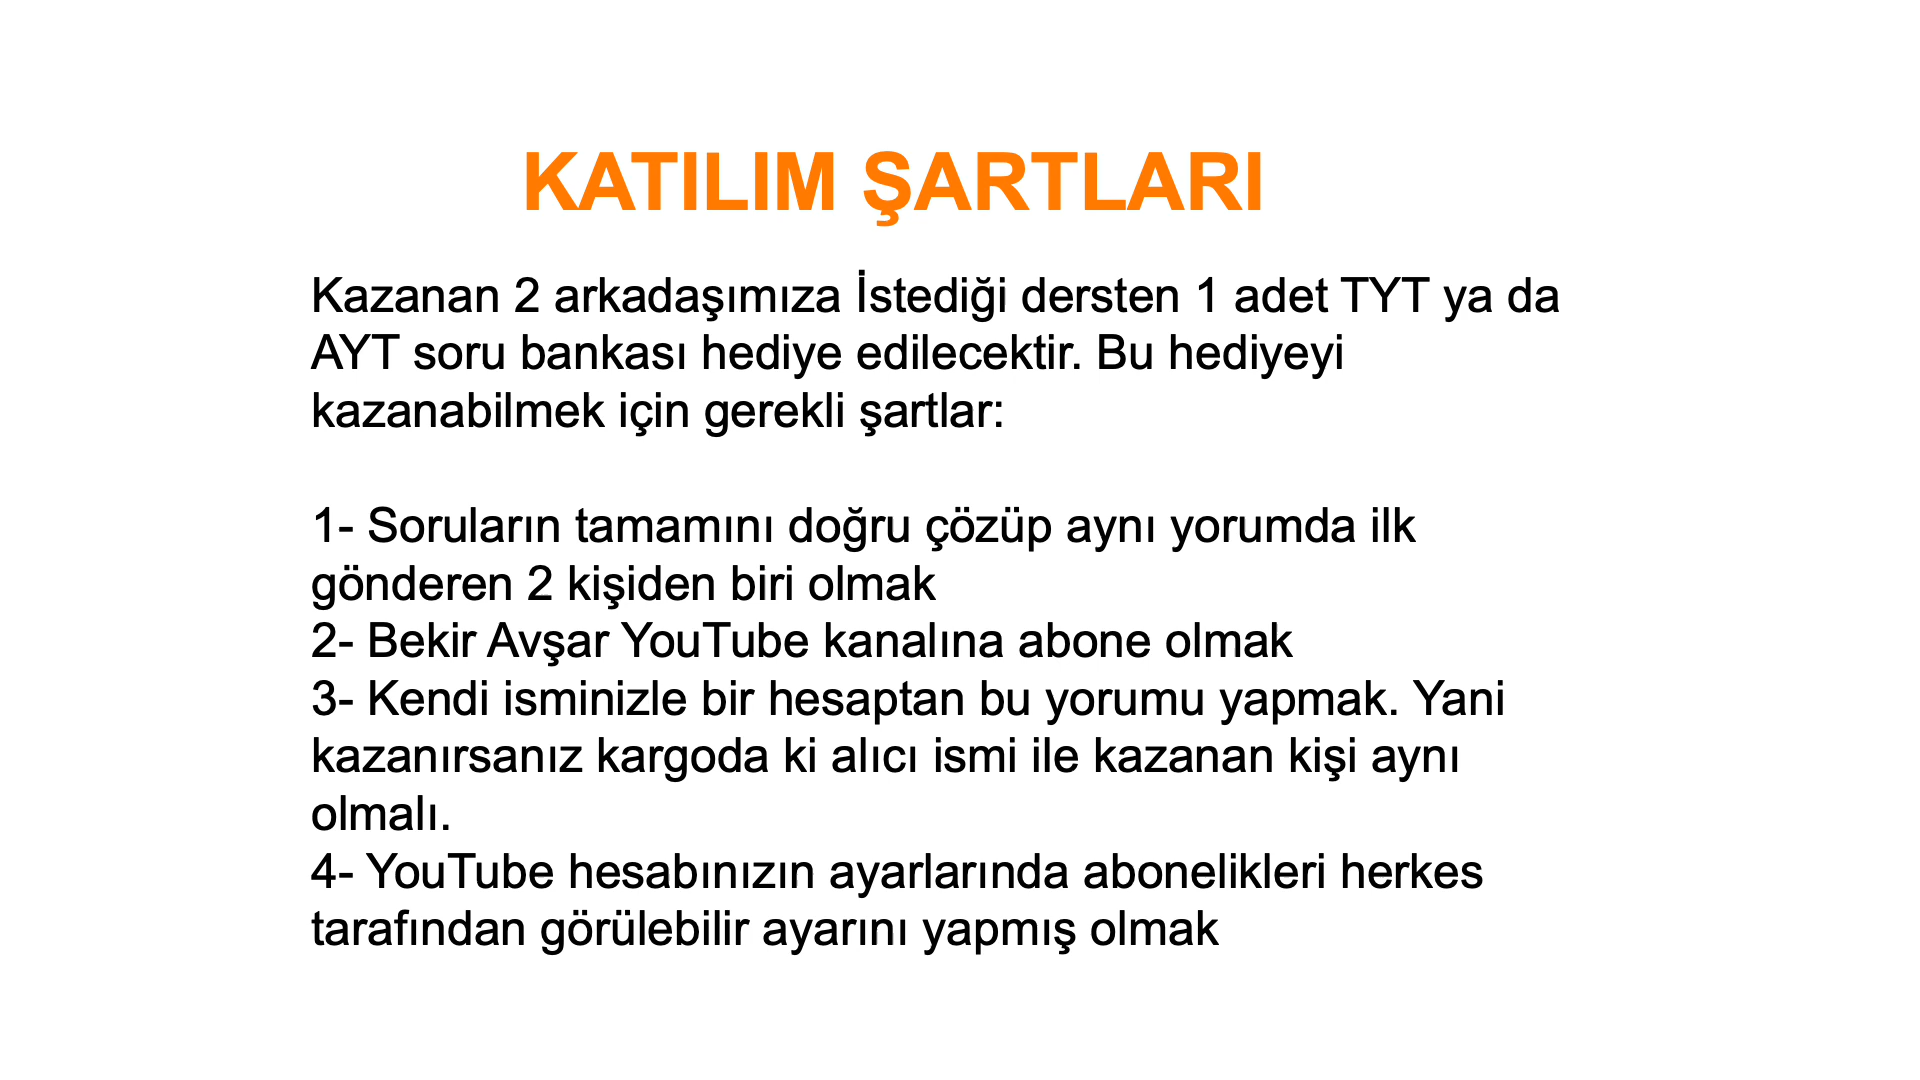 KATILIM ŞARTLARI
Kazanan 2 arkadaşımıza İstediği dersten 1 adet TYT ya da
AYT soru bankası hediye edilecektir. Bu hediyeyi
kazanabilmek için gerekli şartlar:
1- Soruların tamamını doğru çözüp aynı yorumda ilk
gönderen 2 kişiden biri olmak
2- Bekir Avşar YouTube kanalına abone olmak
3- Kendi isminizle bir hesaptan bu yorumu yapmak. Yani
kazanırsanız kargoda ki alıcı ismi ile kazanan kişi aynı
olmalı.
4- YouTube hesabınızın ayarlarında abonelikleri herkes
tarafından görülebilir ayarını yapmış olmak